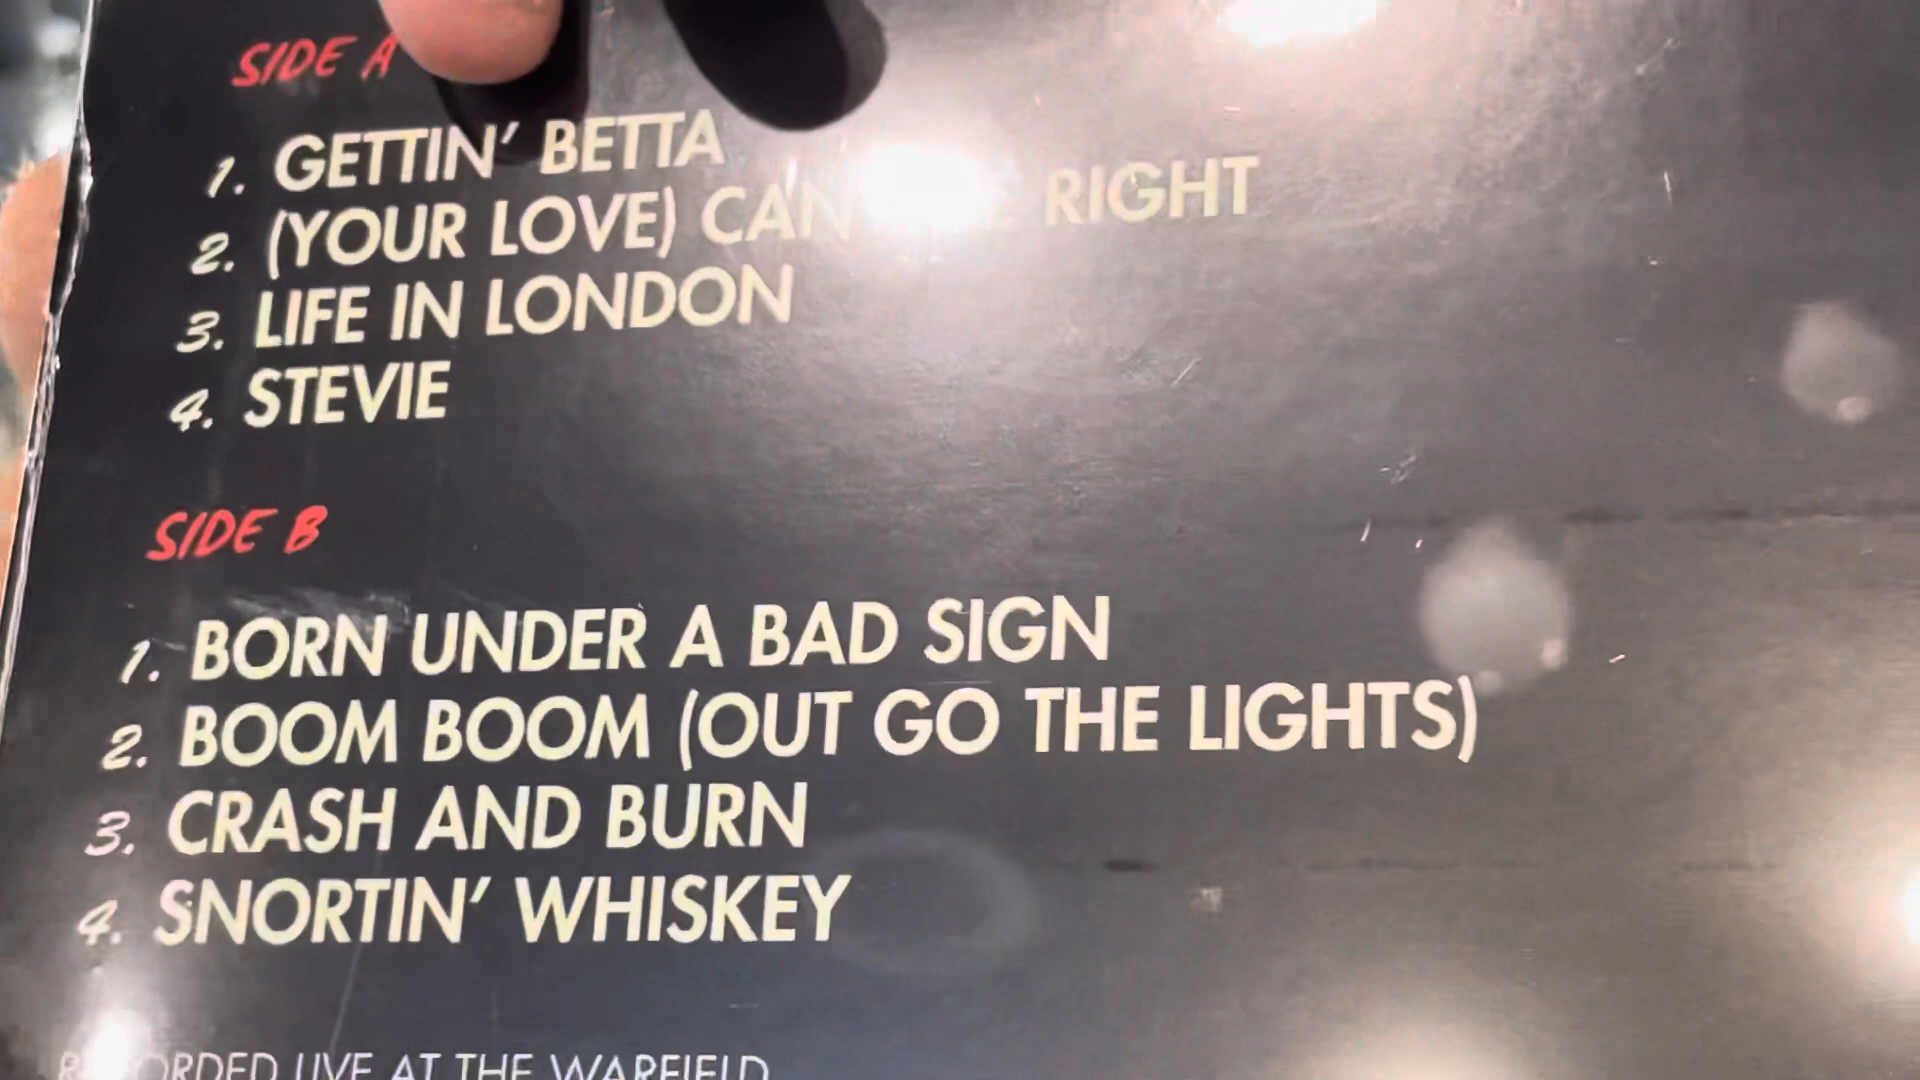 SIDE A
1. GETTIN' BETTA
2. (YOUR LOVE) RIGHT
3. LIFE IN LONDON
4. STEVIE
SIDE B
1. BORN UNDER A BAD SIGN
2. BOOM BOOM (OUT GO THE LIGHTS)
3. CRASH AND BURN
4. SNORTIN' WHISKEY
LIVE AT THE WARFIELD